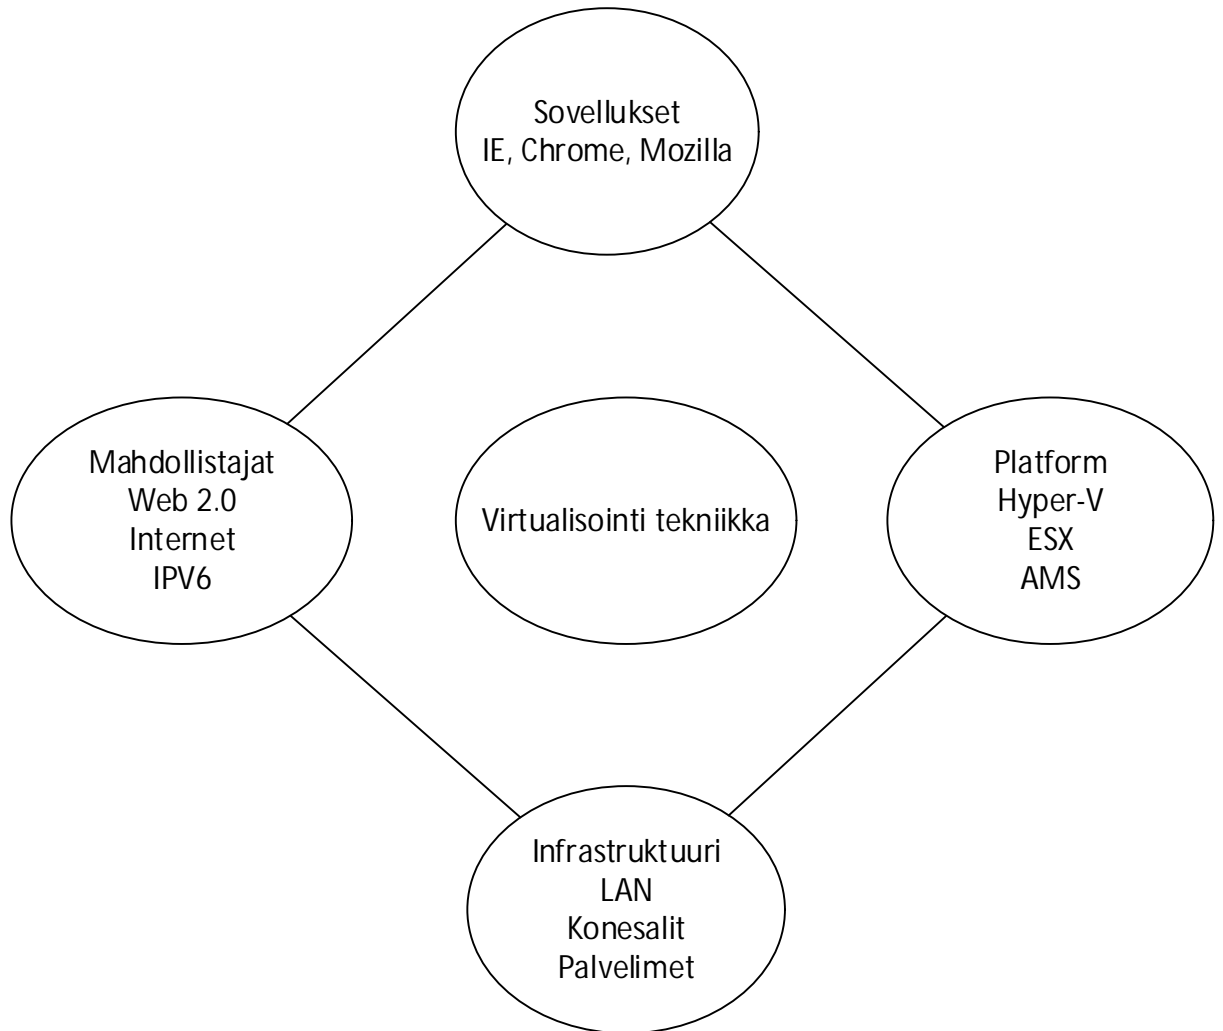 Sovellukset
IE, Chrome, Mozilla
Mahdollistajat
Web 2.0
Internet
IPV6
Virtualisointi tekniikka
Platform
Hyper-V
ESX
AMS
Infrastruktuuri
LAN
Konesalit
Palvelimet